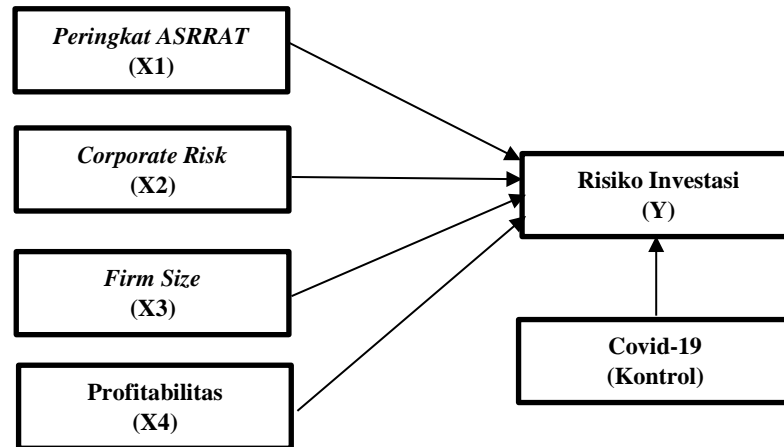 Peringkat ASRRAT
(X1)
Corporate Risk
(X2)
Risiko Investasi
(Y)
Firm Size
(X3)
Covid-19
(Kontrol)
Profitabilitas
(X4)